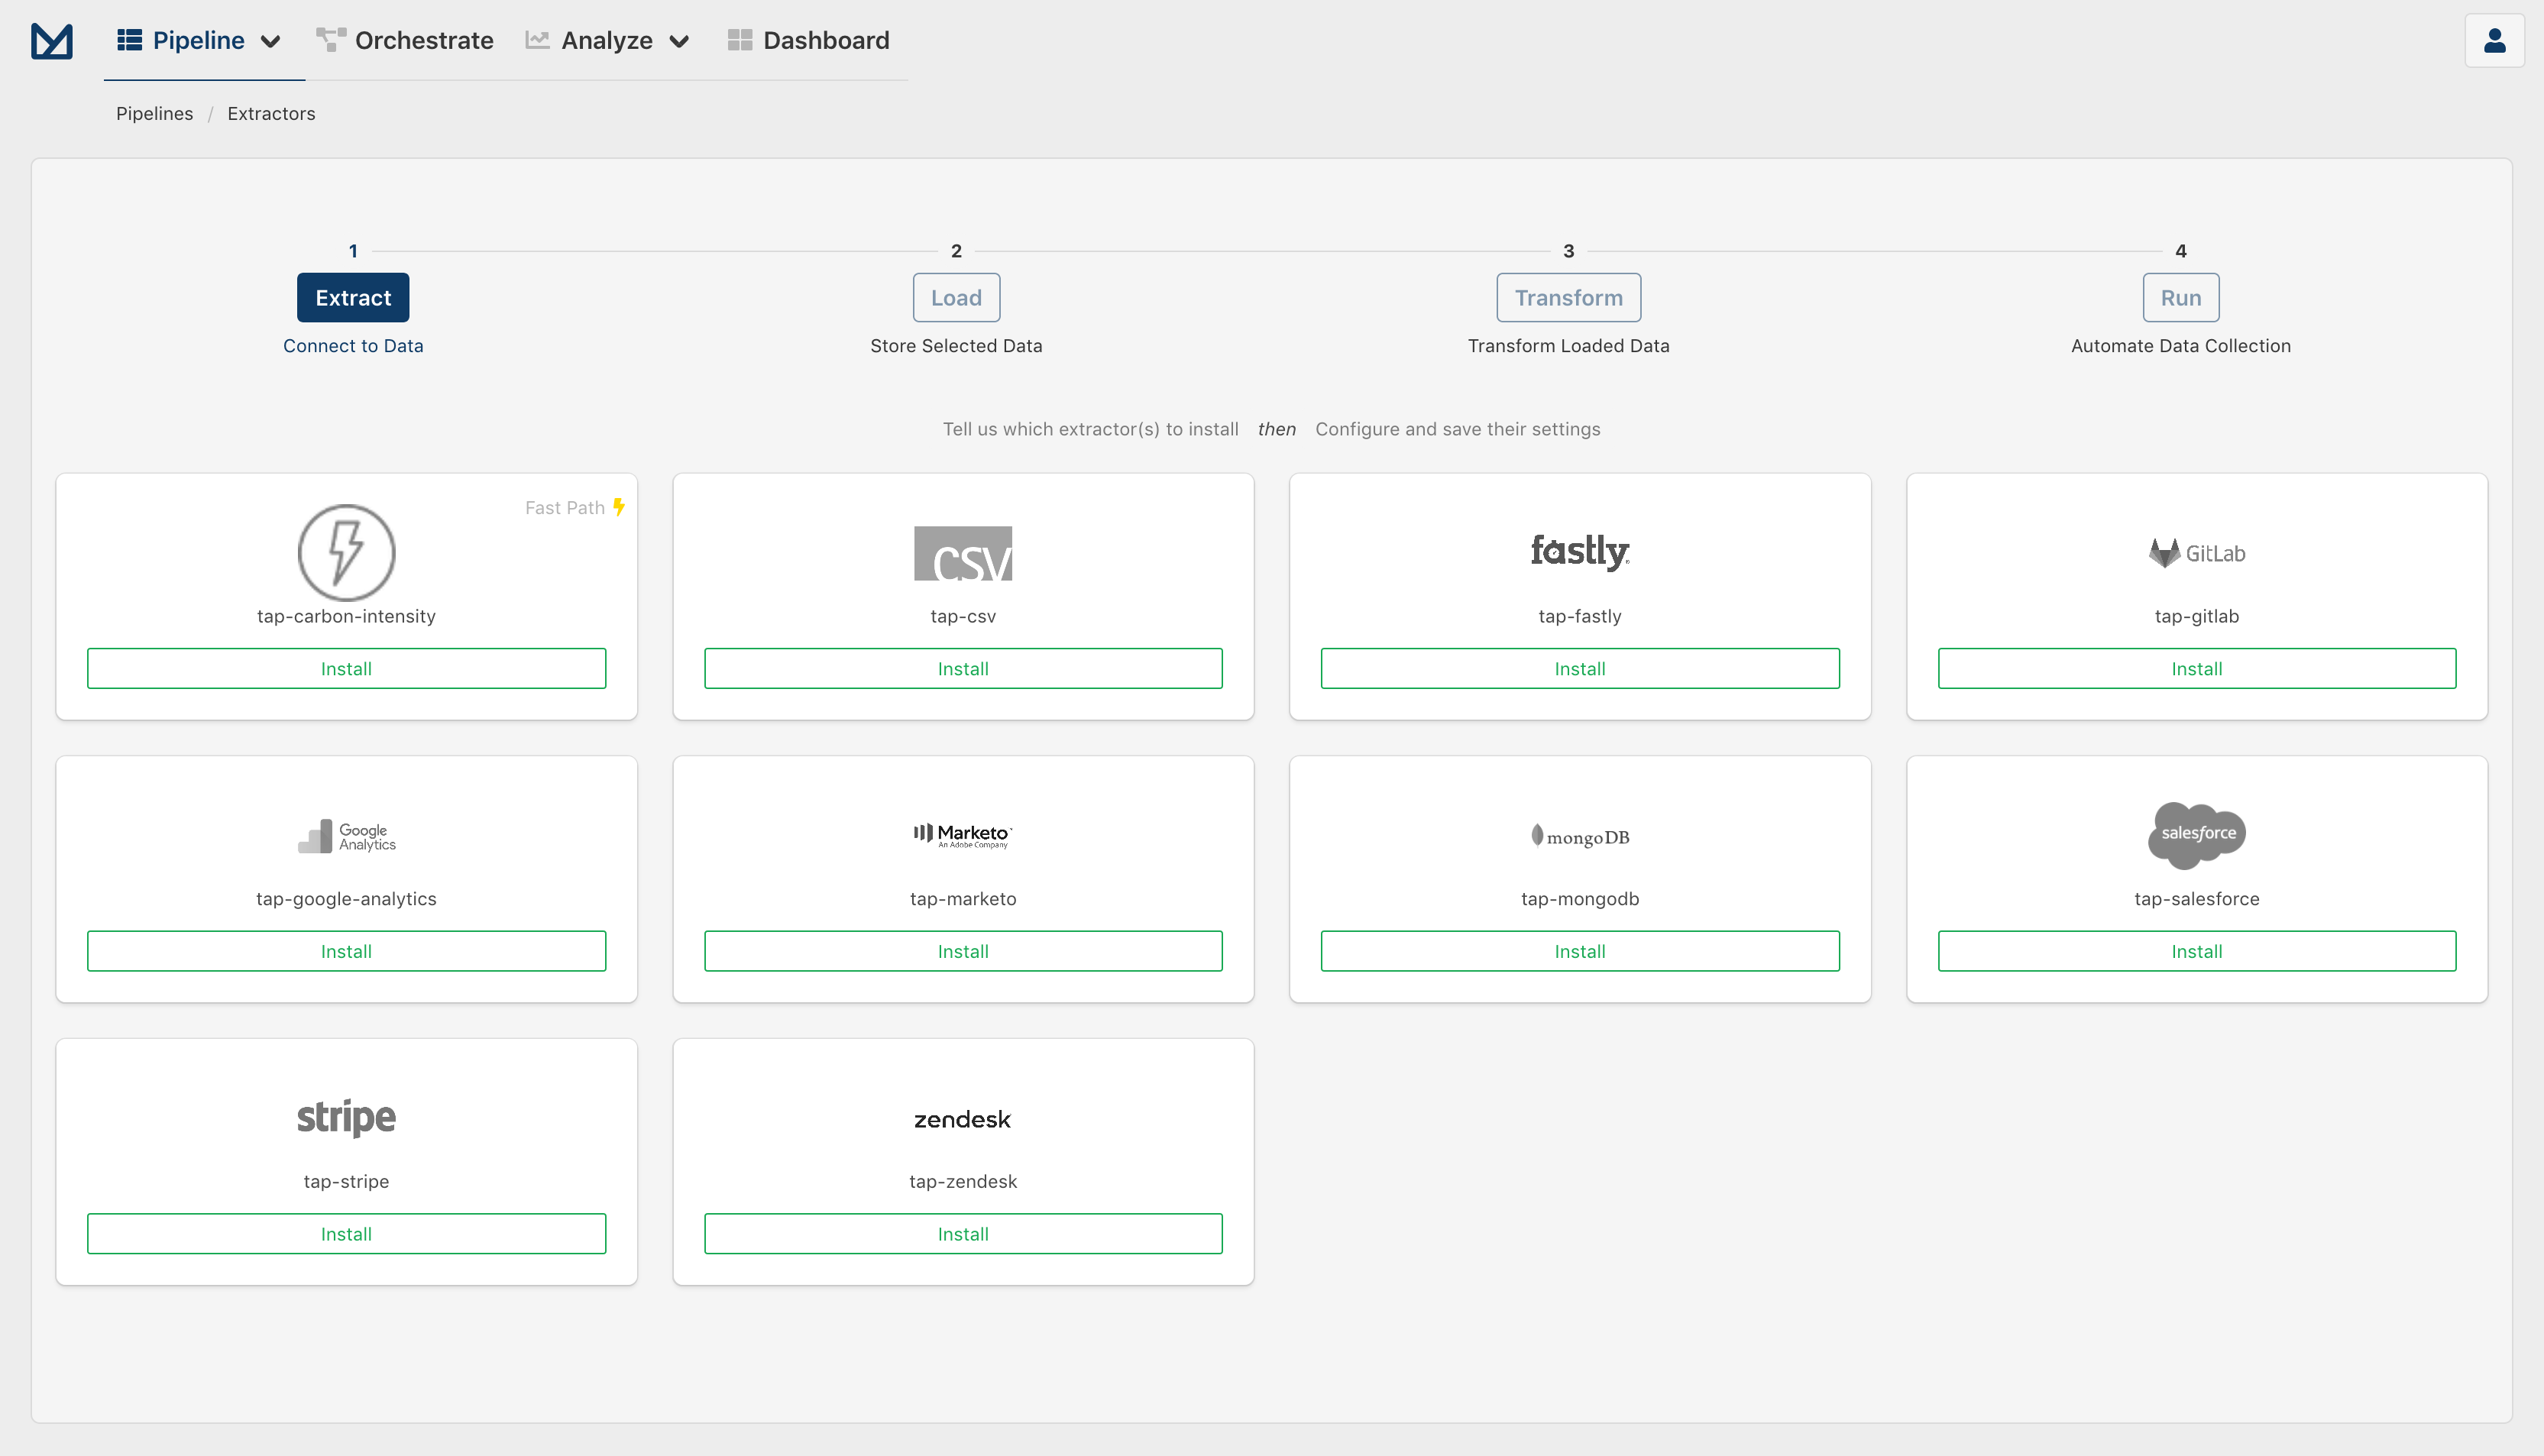 Pipeline Orchestrate Analyze Dashboard
Pipelines / Extractors
1 2 3 4
Extract Load Transform Run
Connect to Data Store Selected Data Transform Loaded Data Automate Data Collection
Tell us which extractor(s) to install then Configure and save their settings
Fast Path
CSV
fastly
GitLab
tap-carbon-intensity tap-csv tap-fastly tap-gitlab
Install Install Install Install
Google Analytics
Marketo
An Adobe Company
mongoDB
salesforce
tap-google-analytics tap-marketo tap-mongodb tap-salesforce
Install Install Install Install
stripe zendesk
tap-stripe tap-zendesk
Install Install